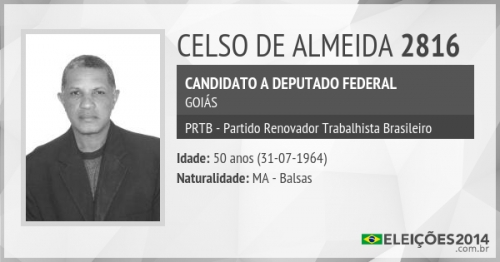 CELSO DE ALMEIDA 2816
CANDIDATO A DEPUTADO FEDERAL
GOIÁS
PRTB - Partido Renovador Trabalhista Brasileiro
Idade: 50 anos (31-07-1964)
Naturalidade: MA - Balsas
ELEIÇÕES2014
.com.br